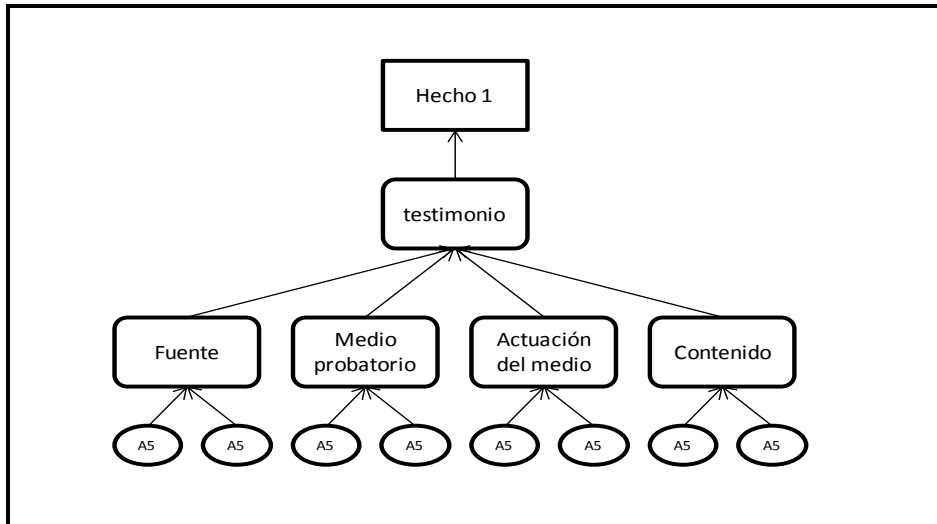 Hecho 1
testimonio
Fuente
Medio
probatorio
Actuación
del medio
Contenido
A5
A5
A5
A5
A5
A5
A5
A5